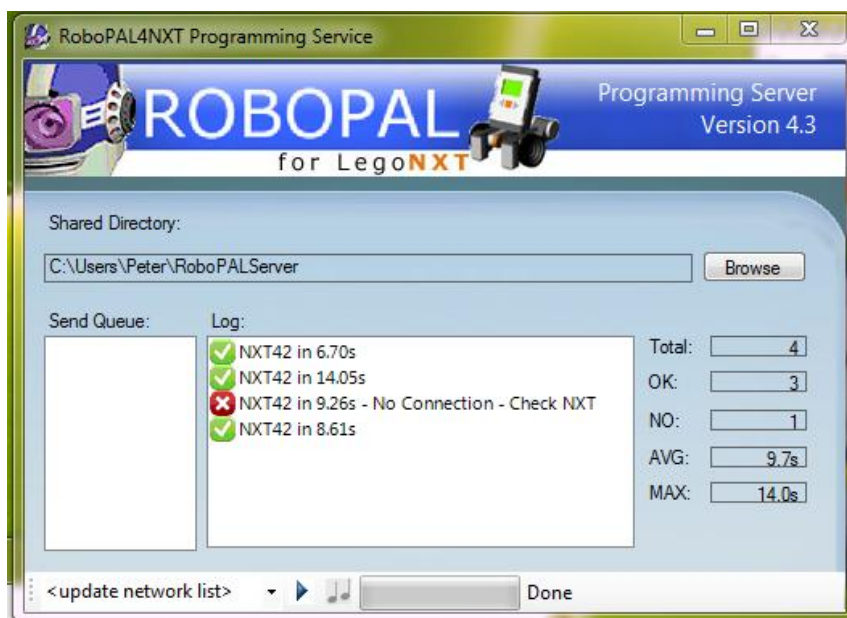 RoboPAL4NXT Programming Service
ROBOPAL
for LegoNXT
Programming Server
Version 4.3
Shared Directory:
C:\Users\Peter\RoboPALServer
Browse
Send Queue:
Log:
NXT42 in 6.70s
NXT42 in 14.05s
NXT42 in 9.26s - No Connection - Check NXT
NXT42 in 8.61s
Total: 4
OK: 3
NO: 1
AVG: 9.7s
MAX: 14.0s
<update network list>
Done